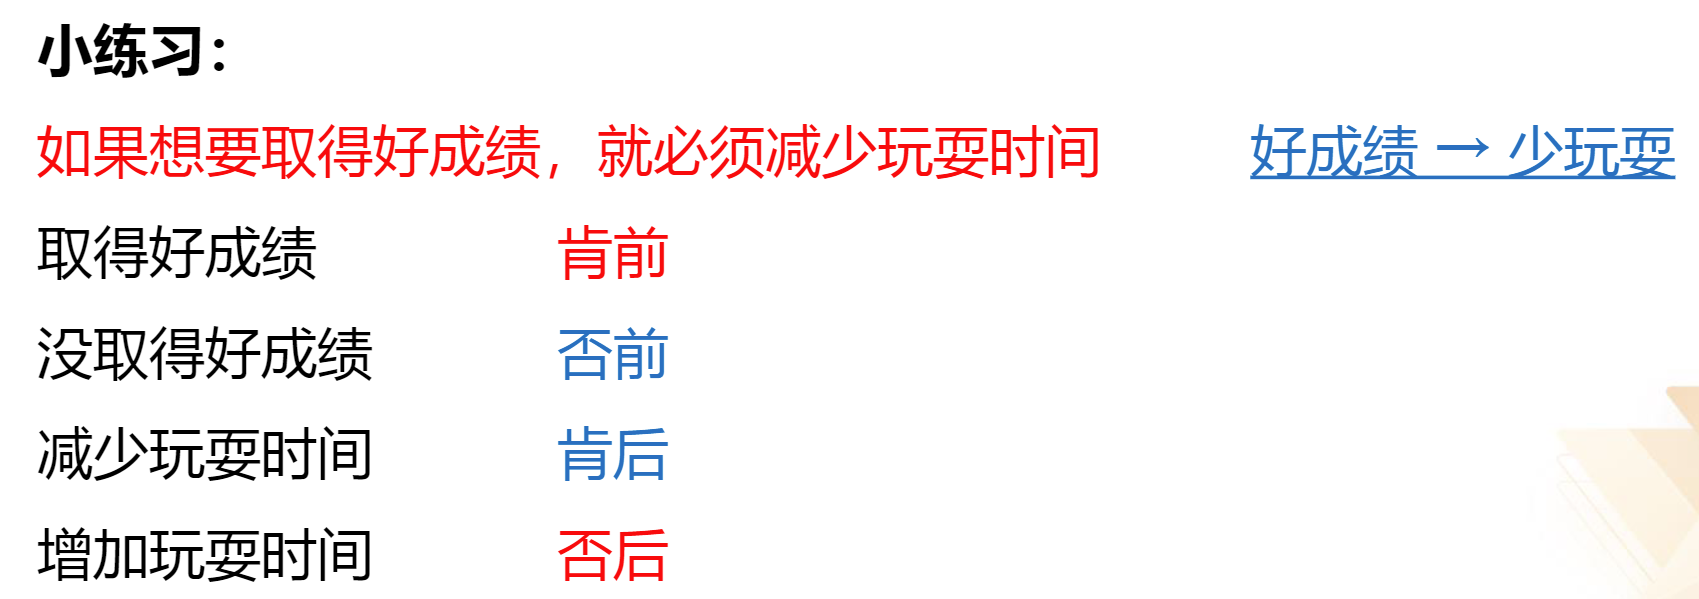 小练习：
如果想要取得好成绩，就必须减少玩耍时间 好成绩 → 少玩耍
取得好成绩 肯前
没取得好成绩 否前
减少玩耍时间 肯后
增加玩耍时间 否后